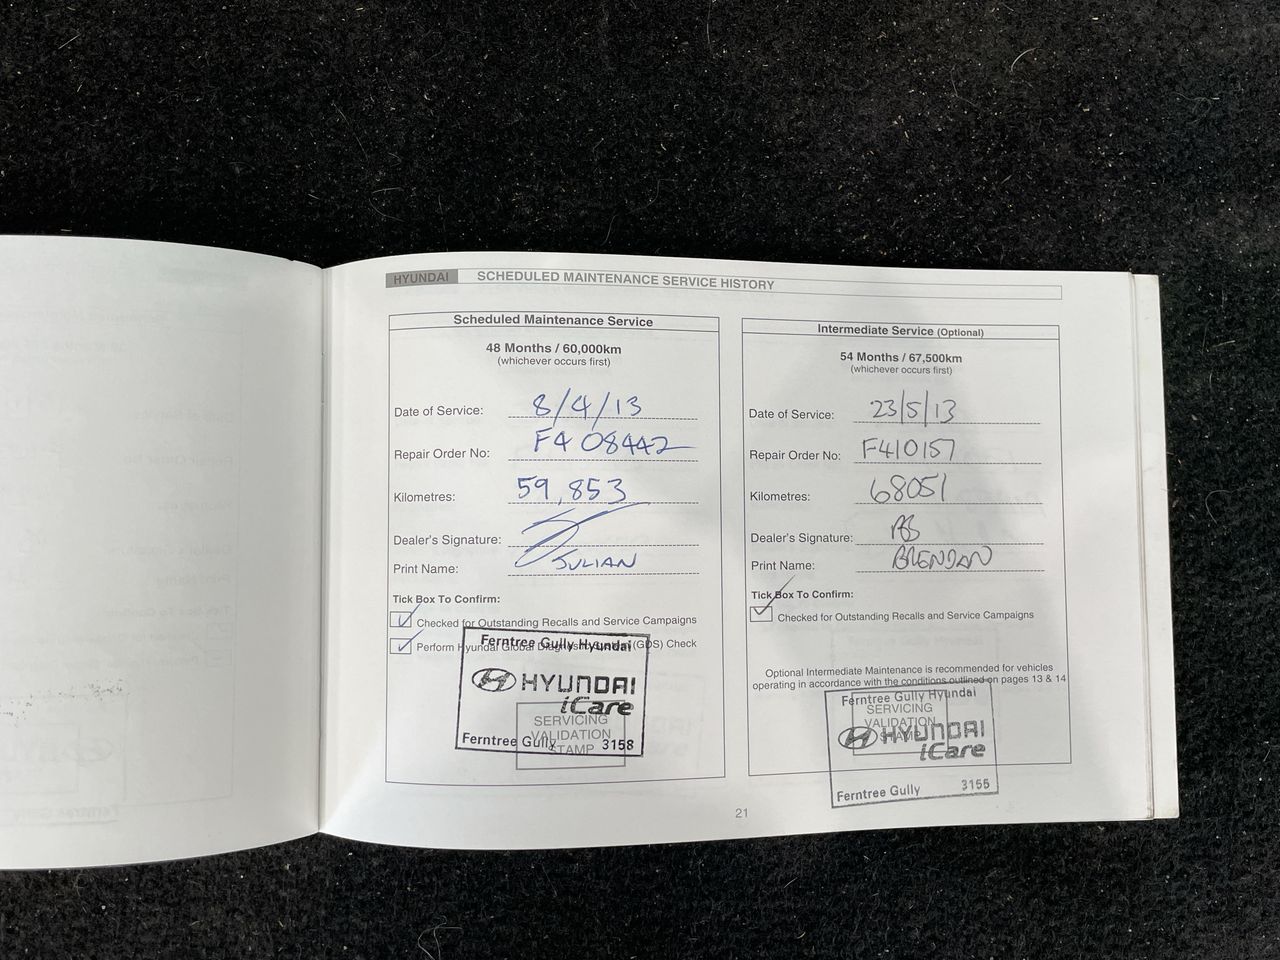 HYUNDAI SCHEDULED MAINTENANCE SERVICE HISTORY
Scheduled Maintenance Service
48 Months / 60,000km
(whichever occurs first)
Date of Service: 8/4/13
Repair Order No: F408442
Kilometres: 59,853
Dealer's Signature:
Print Name: JULIAN
Tick Box To Confirm:
Checked for Outstanding Recalls and Service Campaigns
Perform Hyundai Global Diagnostic System (GDS) Check
Ferntree Gully Hyundai
HYUNDAI
iCare
SERVICING
VALIDATION
STAMP
Ferntree Gully 3158
Intermediate Service (Optional)
54 Months / 67,500km
(whichever occurs first)
Date of Service: 23/5/13
Repair Order No: F410157
Kilometres: 68051
Dealer's Signature:
Print Name: BRENDAN
Tick Box To Confirm:
Checked for Outstanding Recalls and Service Campaigns
Optional Intermediate Maintenance is recommended for vehicles
operating in accordance with the conditions outlined on pages 13 & 14
Ferntree Gully Hyundai
SERVICING
VALIDATION
STAMP
HYUNDAI
iCare
Ferntree Gully 3156
21